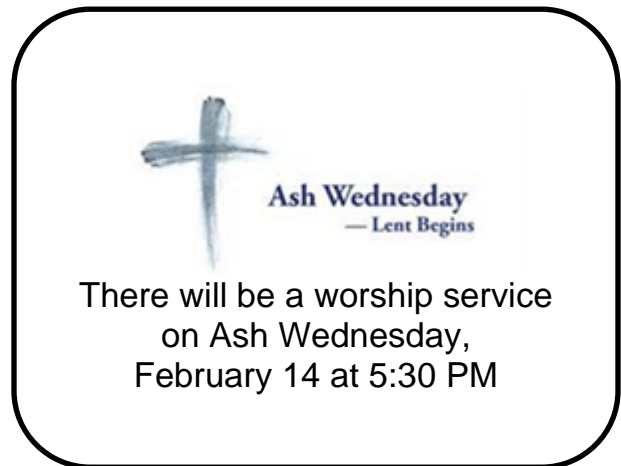 Ash Wednesday
— Lent Begins
There will be a worship service
on Ash Wednesday,
February 14 at 5:30 PM